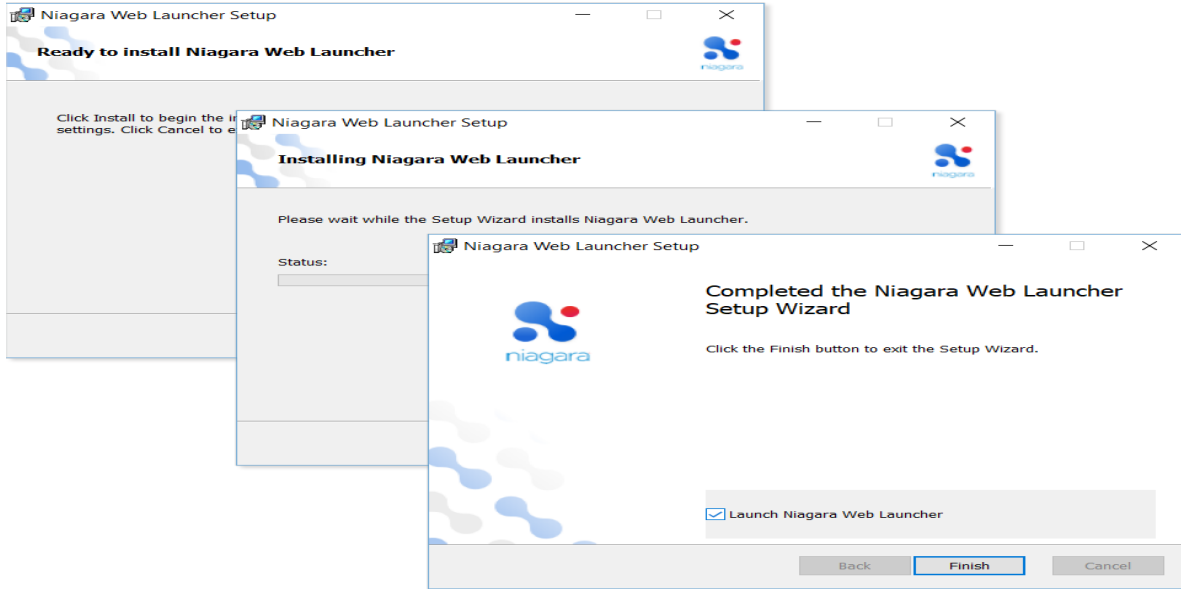 Niagara Web Launcher Setup
Ready to install Niagara Web Launcher
niagara
Click Install to begin the
settings. Click Cancel to
Niagara Web Launcher Setup
Installing Niagara Web Launcher
niagara
Please wait while the Setup Wizard installs Niagara Web Launcher.
Status:
Niagara Web Launcher Setup
niagara
Completed the Niagara Web Launcher
Setup Wizard
Click the Finish button to exit the Setup Wizard.
Launch Niagara Web Launcher
Back Finish Cancel